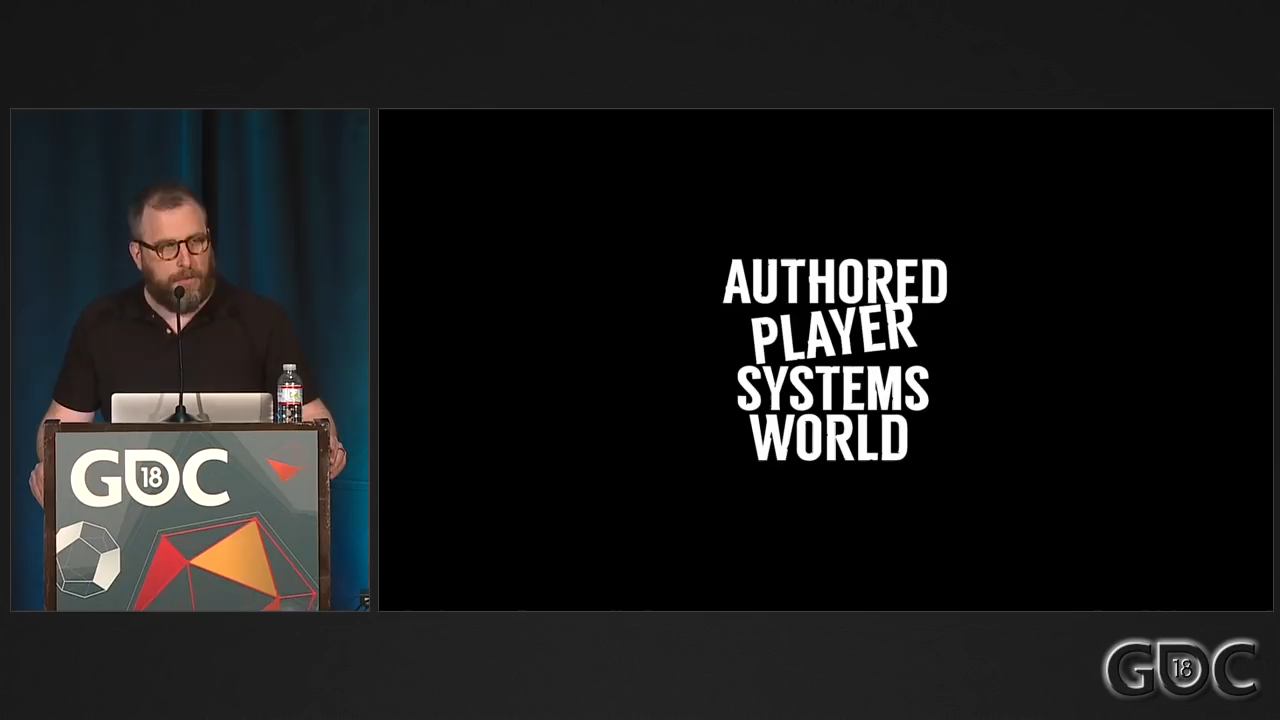 AUTHORED
PLAYER
SYSTEMS
WORLD
GDC 18
GDC 18